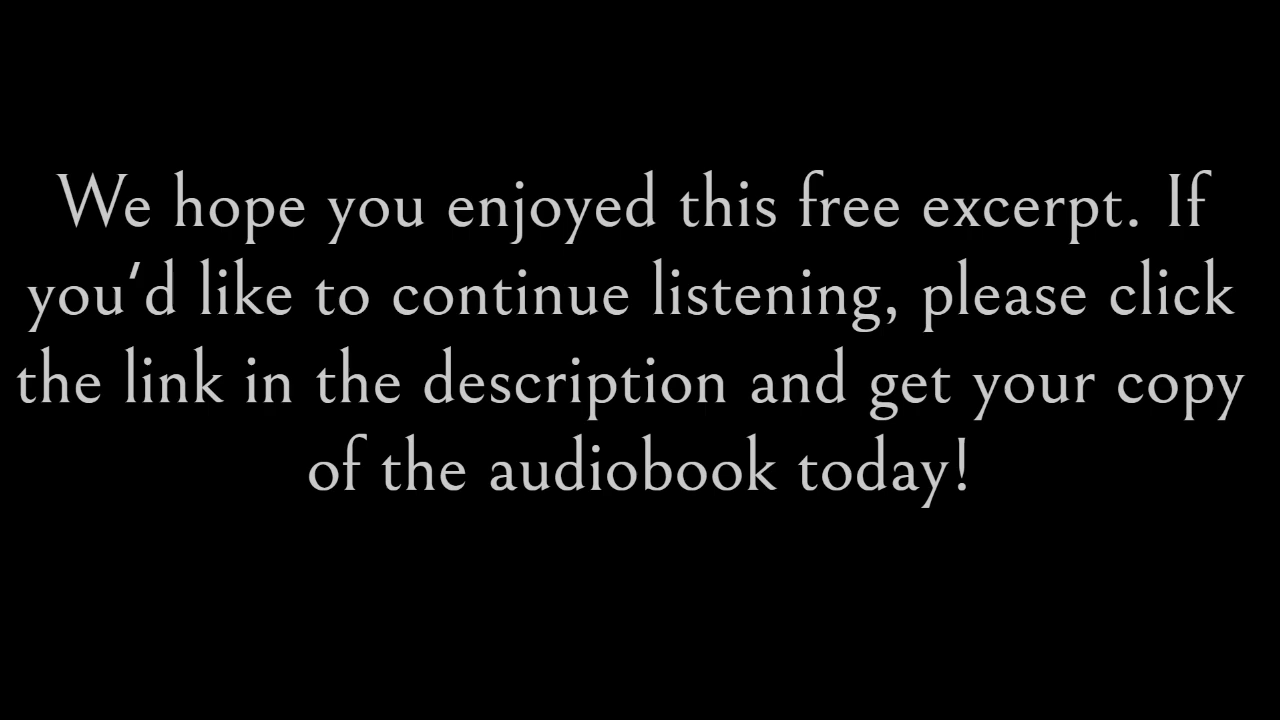 We hope you enjoyed this free excerpt. If
you'd like to continue listening, please click
the link in the description and get your copy
of the audiobook today!